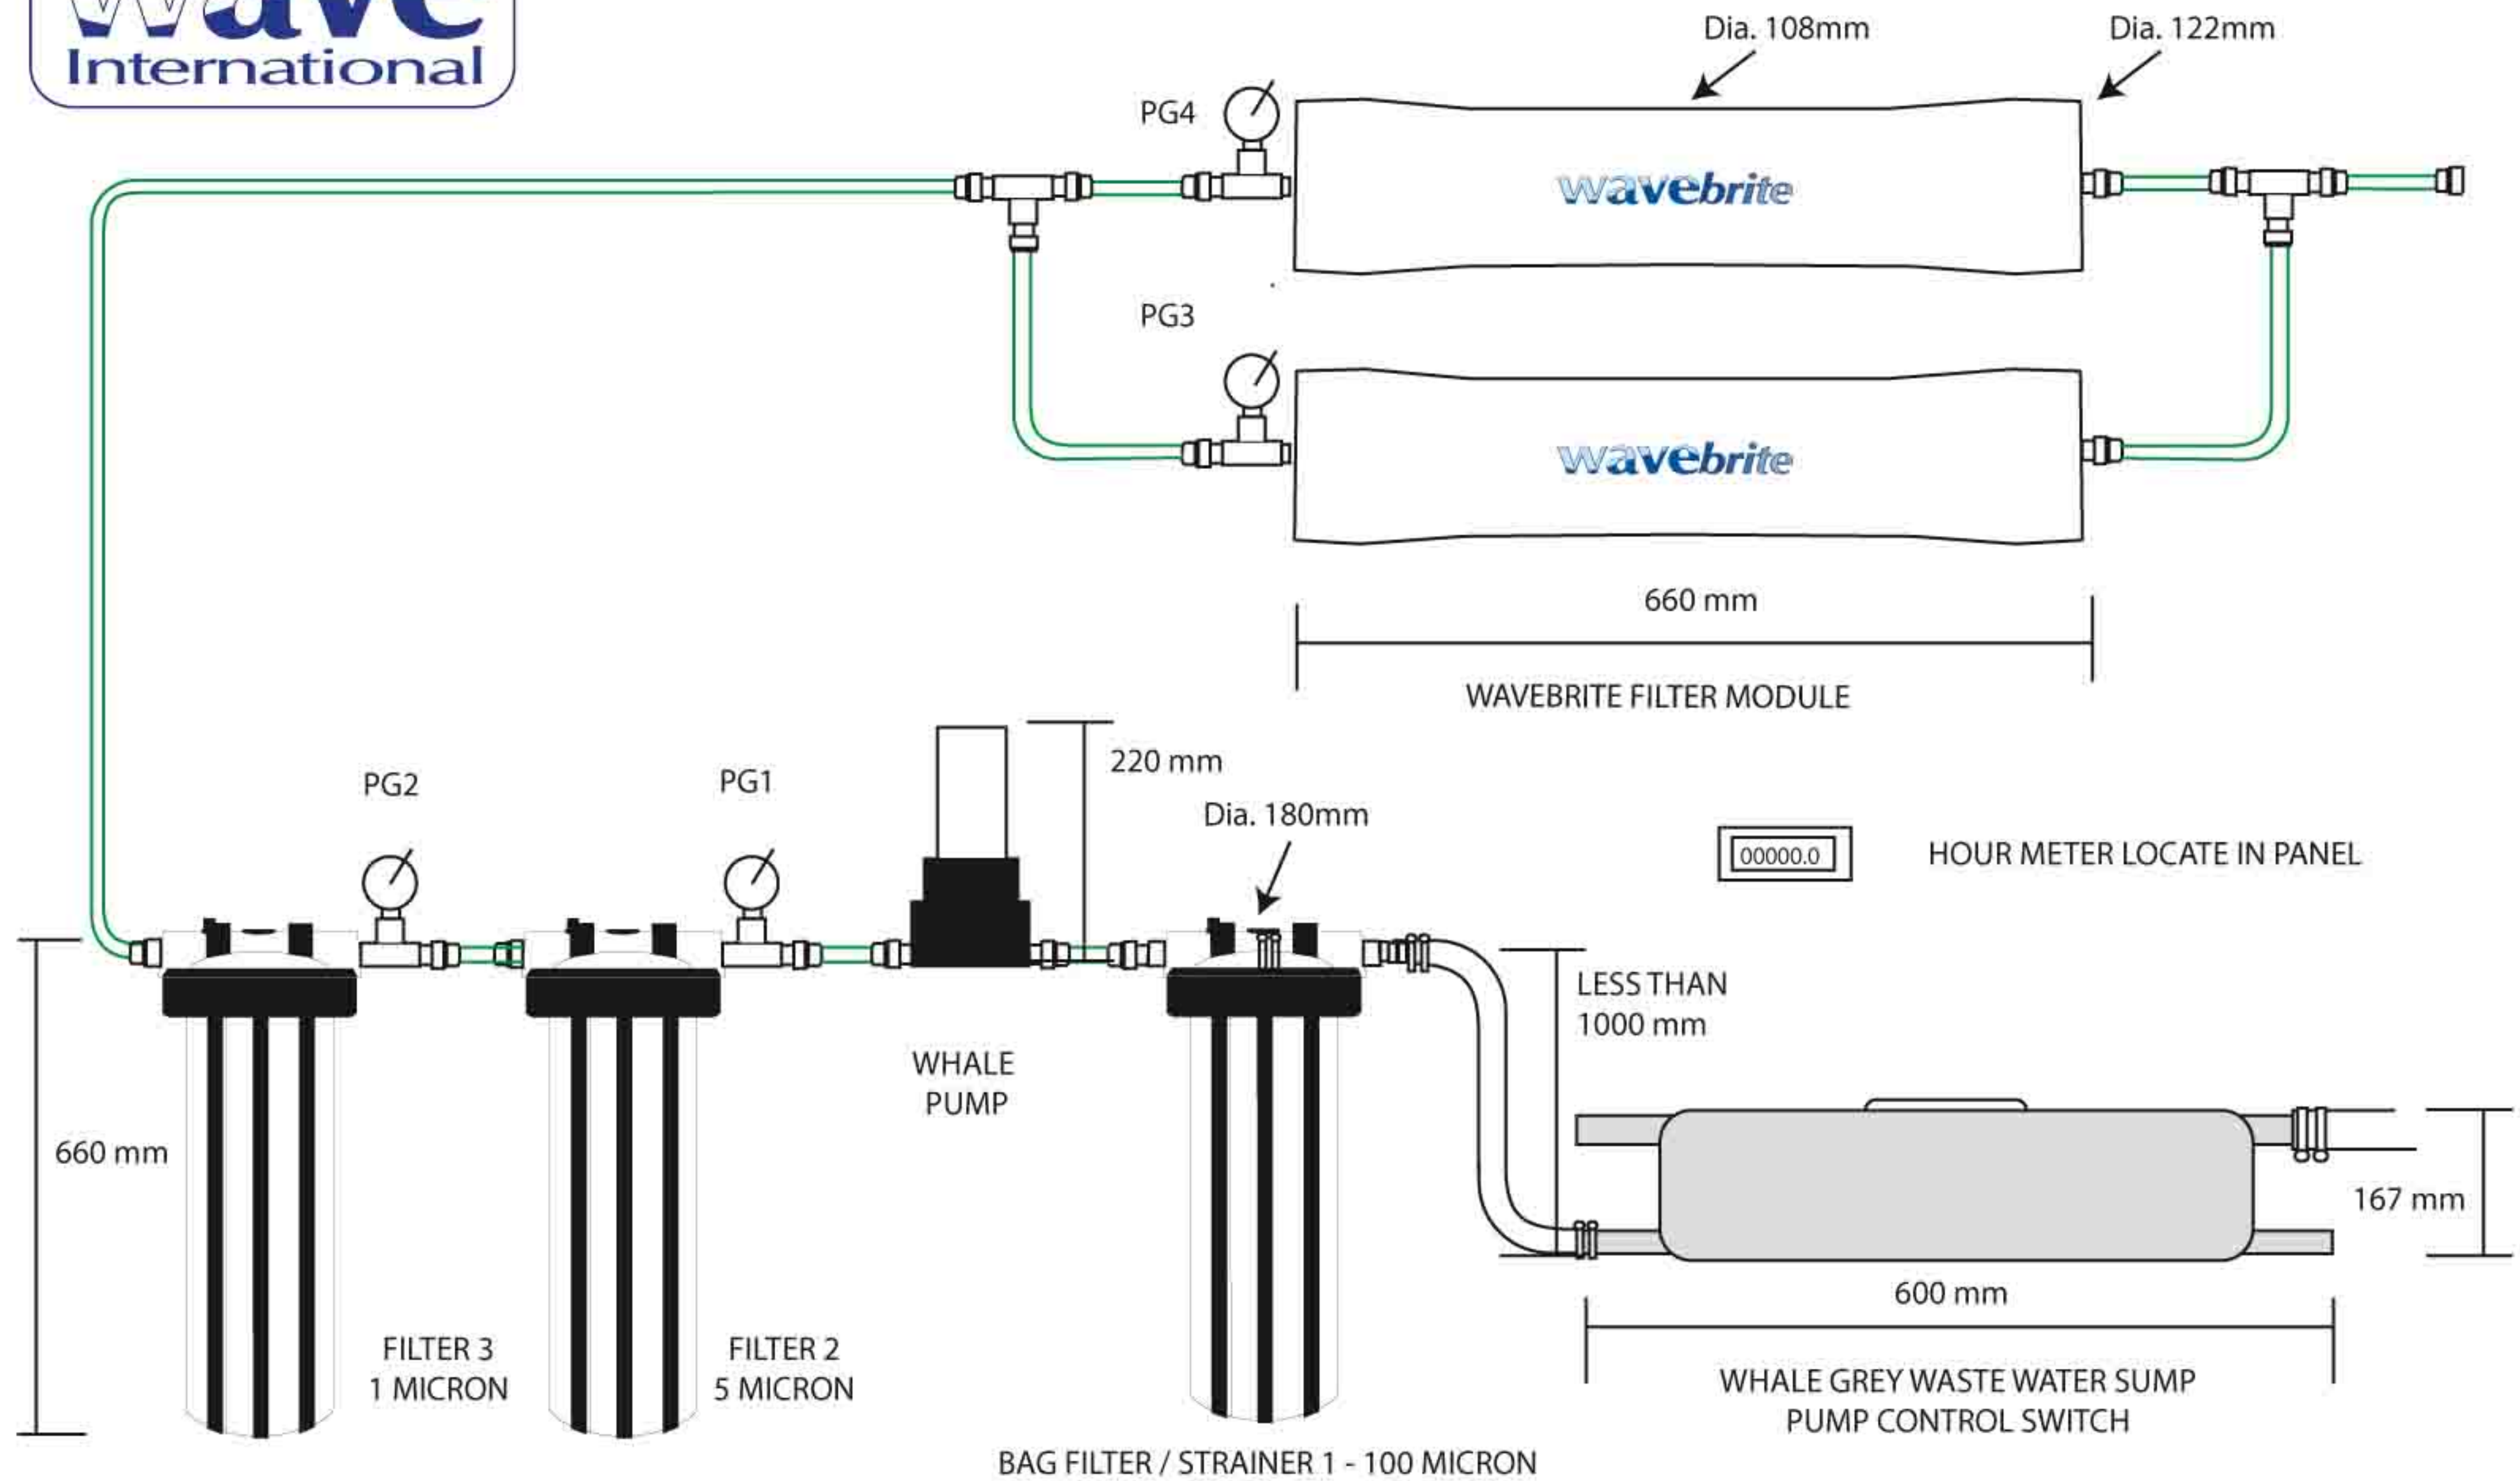 wave
International
Dia. 108mm
Dia. 122mm
PG4
wavebrite
PG3
wavebrite
660 mm
WAVEBRITE FILTER MODULE
220 mm
PG2
PG1
Dia. 180mm
00000.0
HOUR METER LOCATE IN PANEL
LESS THAN
1000 mm
WHALE
PUMP
660 mm
167 mm
600 mm
FILTER 3
1 MICRON
FILTER 2
5 MICRON
WHALE GREY WASTE WATER SUMP
PUMP CONTROL SWITCH
BAG FILTER / STRAINER 1 - 100 MICRON